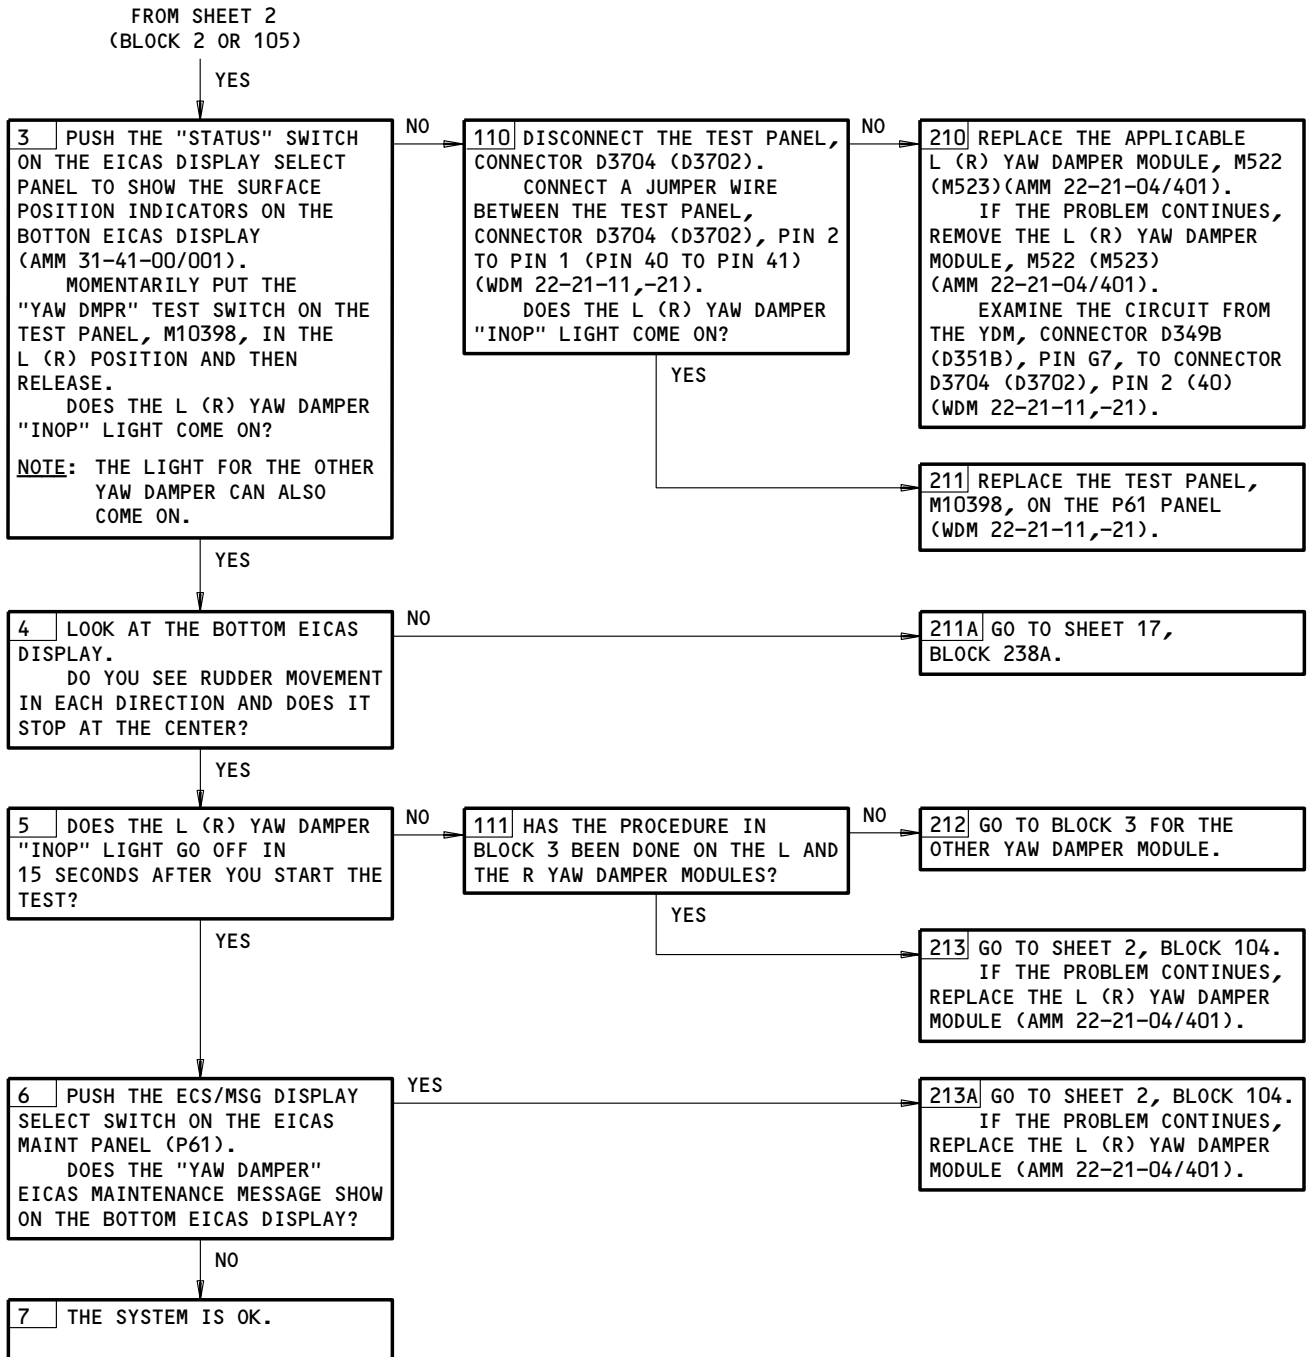 FROM SHEET 2
(BLOCK 2 OR 105)
YES
3 PUSH THE "STATUS" SWITCH
ON THE EICAS DISPLAY SELECT
PANEL TO SHOW THE SURFACE
POSITION INDICATORS ON THE
BOTTON EICAS DISPLAY
(AMM 31-41-00/001).
MOMENTARILY PUT THE
"YAW DMPR" TEST SWITCH ON THE
TEST PANEL, M10398, IN THE
L (R) POSITION AND THEN
RELEASE.
DOES THE L (R) YAW DAMPER
"INOP" LIGHT COME ON?
NOTE: THE LIGHT FOR THE OTHER
YAW DAMPER CAN ALSO
COME ON.
NO
110 DISCONNECT THE TEST PANEL,
CONNECTOR D3704 (D3702).
CONNECT A JUMPER WIRE
BETWEEN THE TEST PANEL,
CONNECTOR D3704 (D3702), PIN 2
TO PIN 1 (PIN 40 TO PIN 41)
(WDM 22-21-11,-21).
DOES THE L (R) YAW DAMPER
"INOP" LIGHT COME ON?
NO
210 REPLACE THE APPLICABLE
L (R) YAW DAMPER MODULE, M522
(M523)(AMM 22-21-04/401).
IF THE PROBLEM CONTINUES,
REMOVE THE L (R) YAW DAMPER
MODULE, M522 (M523)
(AMM 22-21-04/401).
EXAMINE THE CIRCUIT FROM
THE YDM, CONNECTOR D349B
(D351B), PIN G7, TO CONNECTOR
D3704 (D3702), PIN 2 (40)
(WDM 22-21-11,-21).
YES
211 REPLACE THE TEST PANEL,
M10398, ON THE P61 PANEL
(WDM 22-21-11,-21).
YES
4 LOOK AT THE BOTTOM EICAS
DISPLAY.
DO YOU SEE RUDDER MOVEMENT
IN EACH DIRECTION AND DOES IT
STOP AT THE CENTER?
NO
211A GO TO SHEET 17,
BLOCK 238A.
YES
5 DOES THE L (R) YAW DAMPER
"INOP" LIGHT GO OFF IN
15 SECONDS AFTER YOU START THE
TEST?
NO
111 HAS THE PROCEDURE IN
BLOCK 3 BEEN DONE ON THE L AND
THE R YAW DAMPER MODULES?
NO
212 GO TO BLOCK 3 FOR THE
OTHER YAW DAMPER MODULE.
YES
213 GO TO SHEET 2, BLOCK 104.
IF THE PROBLEM CONTINUES,
REPLACE THE L (R) YAW DAMPER
MODULE (AMM 22-21-04/401).
YES
6 PUSH THE ECS/MSG DISPLAY
SELECT SWITCH ON THE EICAS
MAINT PANEL (P61).
DOES THE "YAW DAMPER"
EICAS MAINTENANCE MESSAGE SHOW
ON THE BOTTOM EICAS DISPLAY?
YES
213A GO TO SHEET 2, BLOCK 104.
IF THE PROBLEM CONTINUES,
REPLACE THE L (R) YAW DAMPER
MODULE (AMM 22-21-04/401).
NO
7 THE SYSTEM IS OK.